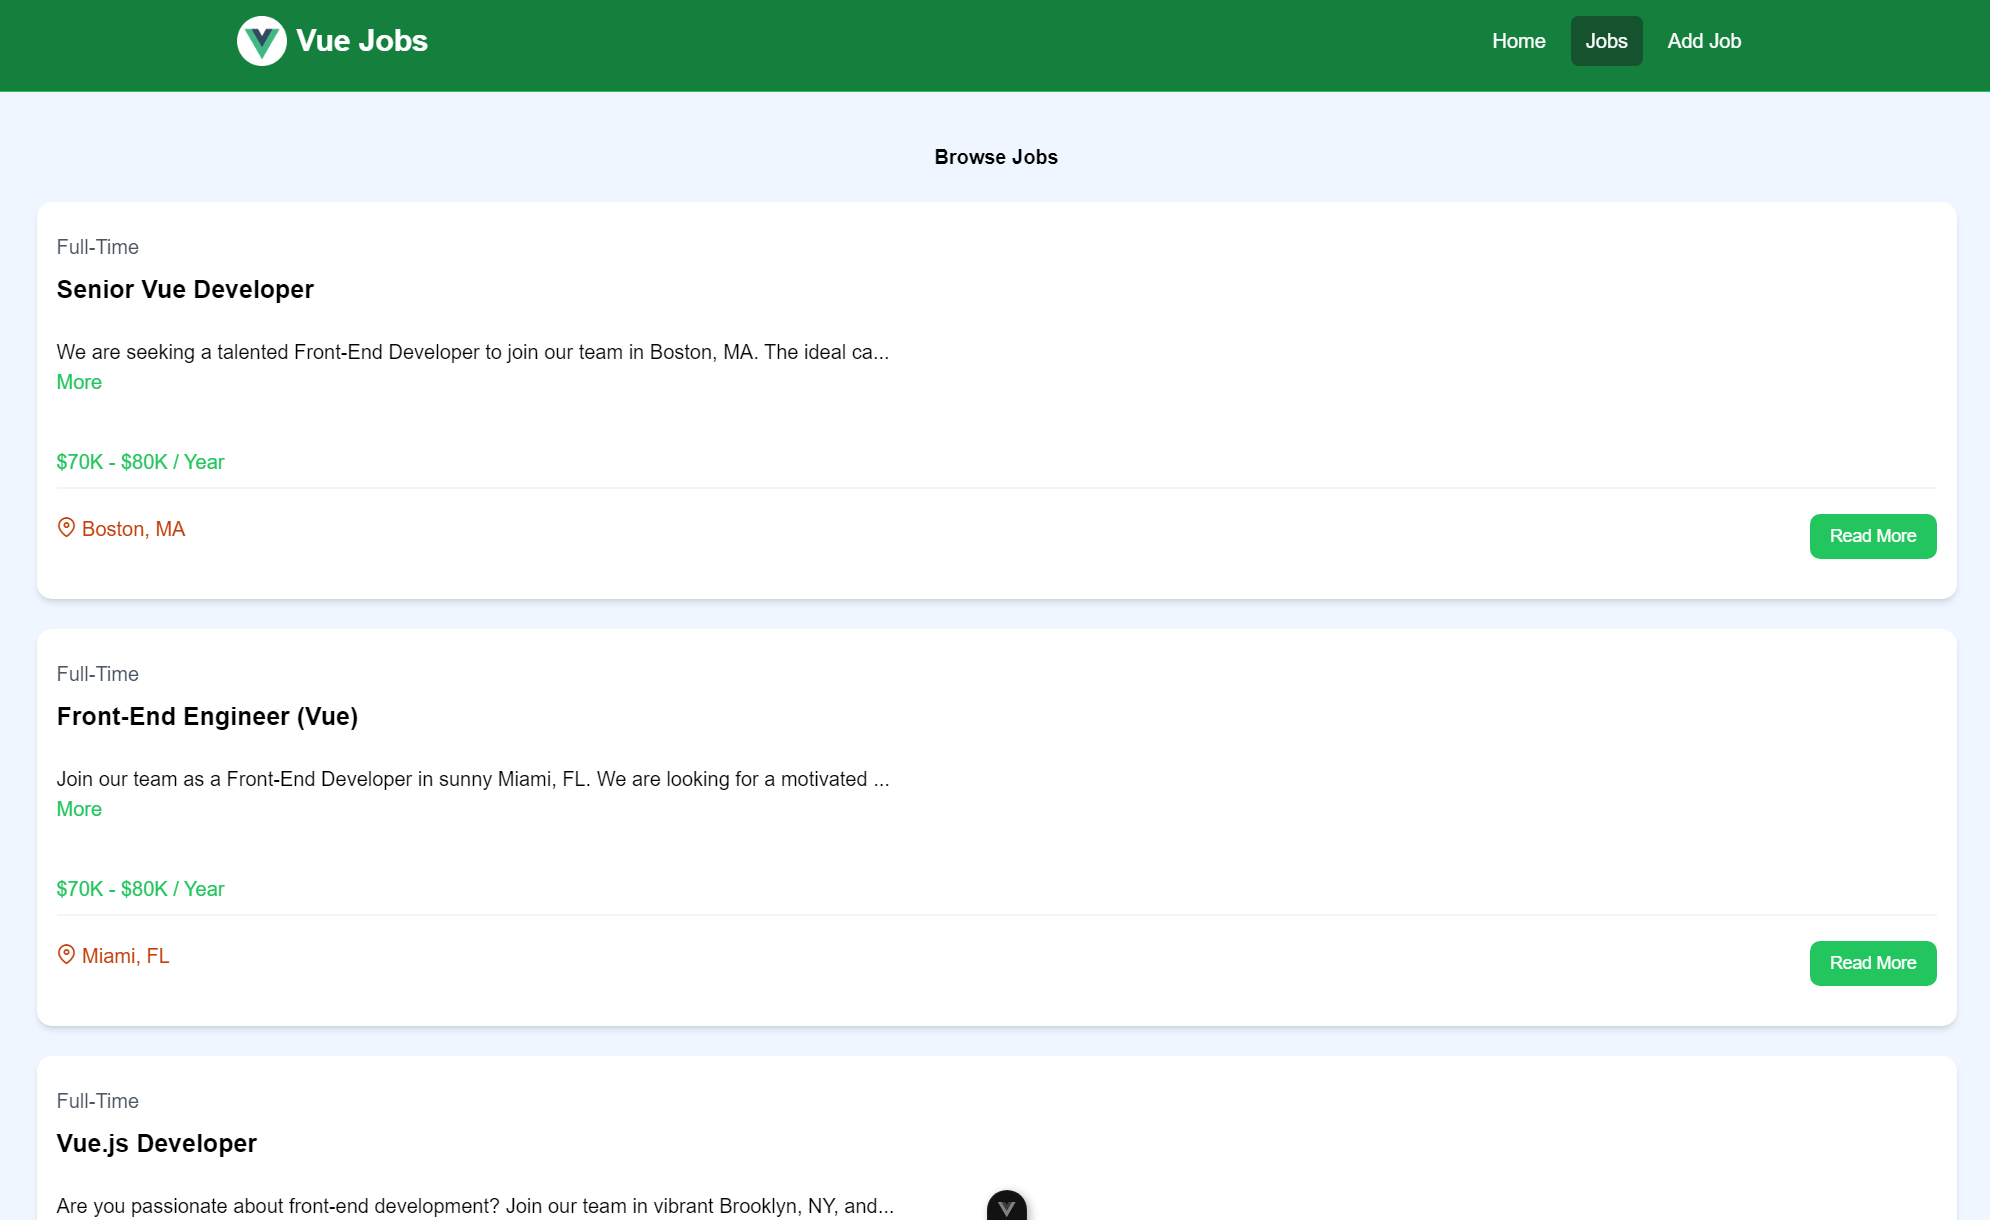 Vue Jobs
Home Jobs Add Job
Browse Jobs
Full-Time
Senior Vue Developer
We are seeking a talented Front-End Developer to join our team in Boston, MA. The ideal ca...
More
$70K - $80K / Year
Boston, MA
Read More
Full-Time
Front-End Engineer (Vue)
Join our team as a Front-End Developer in sunny Miami, FL. We are looking for a motivated ...
More
$70K - $80K / Year
Miami, FL
Read More
Full-Time
Vue.js Developer
Are you passionate about front-end development? Join our team in vibrant Brooklyn, NY, and...